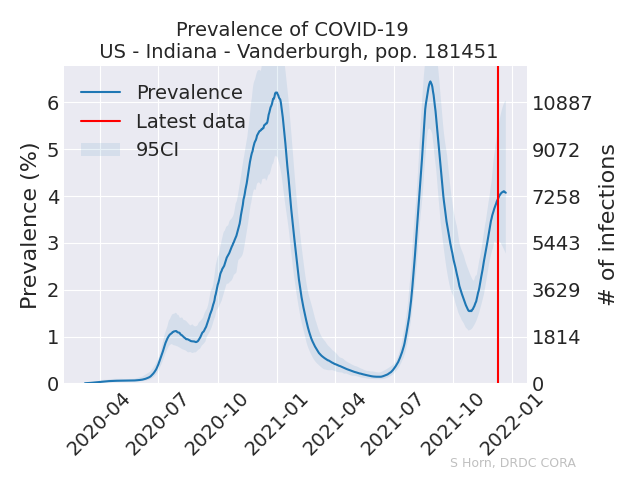 Prevalence of COVID-19
US - Indiana - Vanderburgh, pop. 181451
Prevalence
Latest data
95CI
Prevalence (%)
6
5
4
3
2
1
0
10887
9072
7258
5443
3629
1814
0
# of infections
2020-04
2020-07
2020-10
2021-01
2021-04
2021-07
2021-10
2022-01
S Horn, DRDC CORA